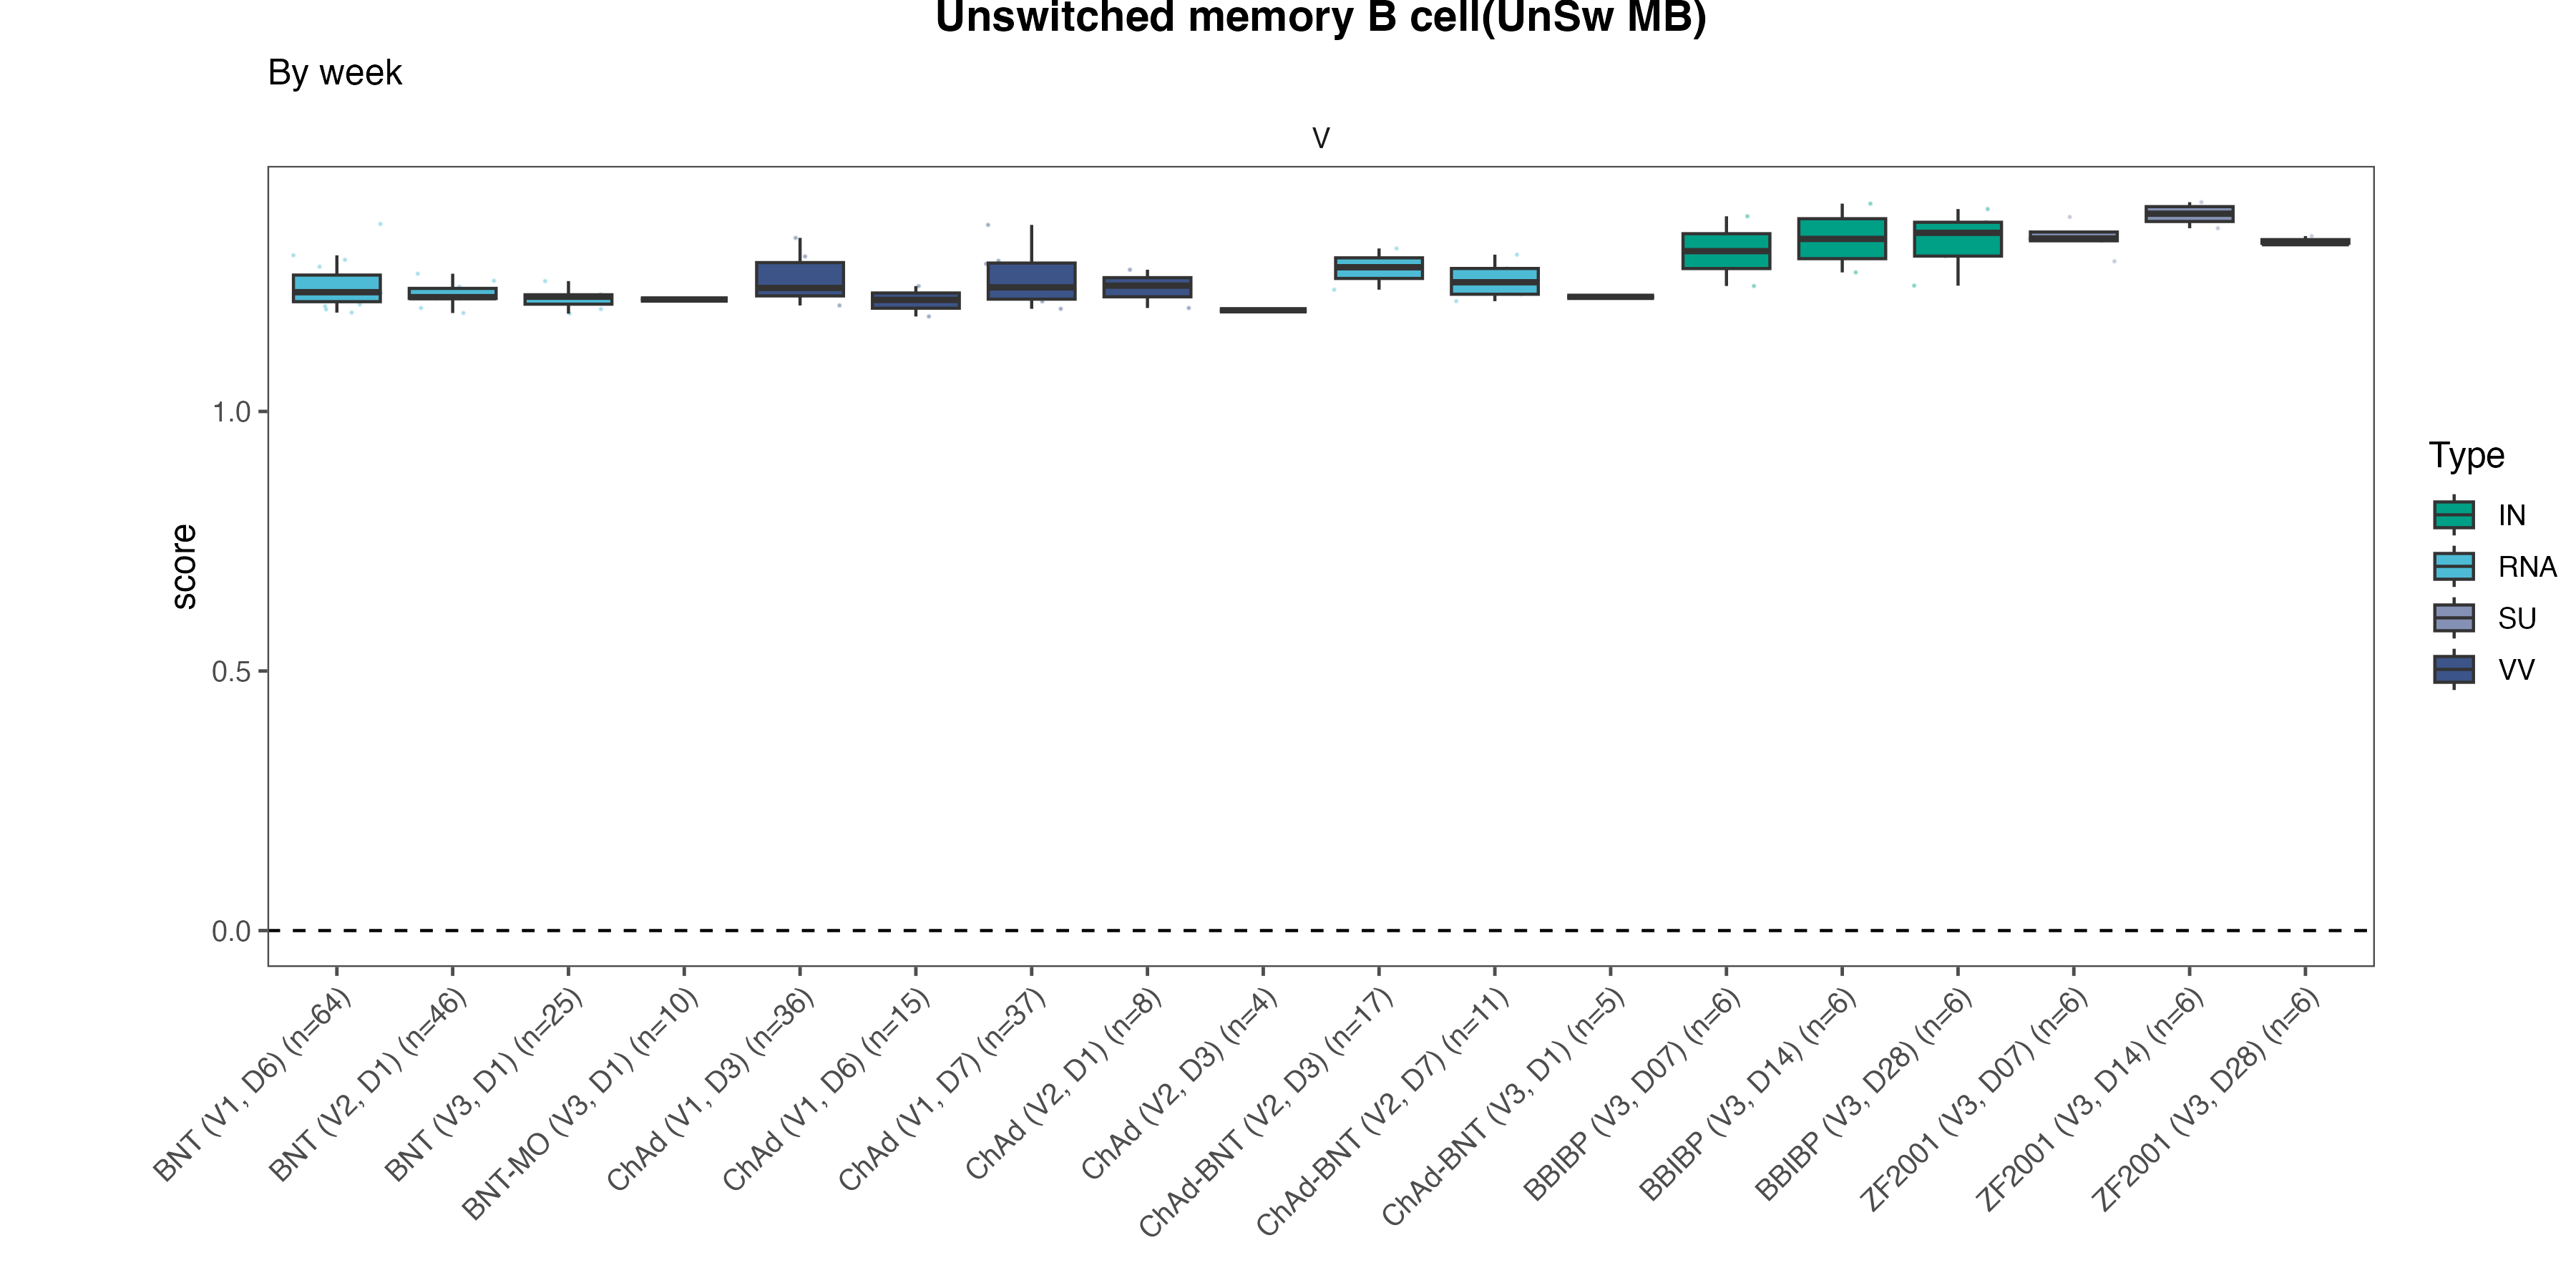 Unswitched memory B cell(UnSw MB)
By week
V
score
1.0
0.5
0.0
BNT (V1, D6) (n=64)
BNT (V2, D1) (n=46)
BNT (V3, D1) (n=25)
BNT-MO (V3, D1) (n=10)
ChAd (V1, D3) (n=36)
ChAd (V1, D6) (n=15)
ChAd (V1, D7) (n=37)
ChAd (V2, D1) (n=8)
ChAd (V2, D3) (n=4)
ChAd-BNT (V2, D3) (n=17)
ChAd-BNT (V2, D7) (n=11)
ChAd-BNT (V3, D1) (n=5)
BBIBP (V3, D07) (n=6)
BBIBP (V3, D14) (n=6)
BBIBP (V3, D28) (n=6)
ZF2001 (V3, D07) (n=6)
ZF2001 (V3, D14) (n=6)
ZF2001 (V3, D28) (n=6)
Type
IN
RNA
SU
VV